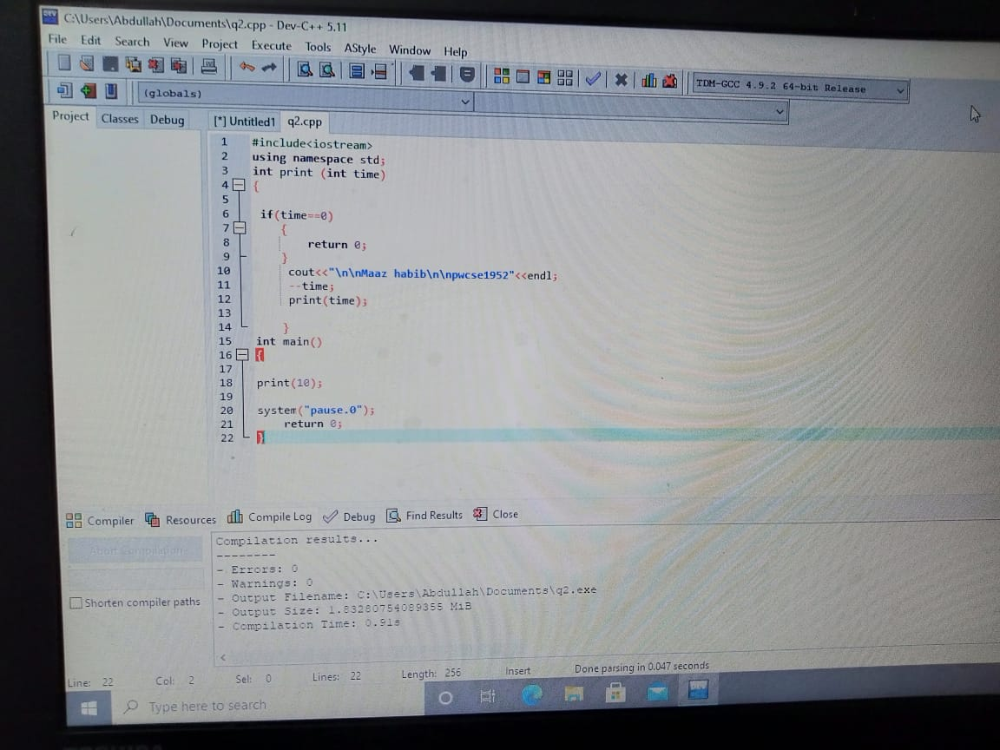 C:\Users\Abdullah\Documents\q2.cpp - Dev-C++ 5.11
File Edit Search View Project Execute Tools AStyle Window Help
TDM-GCC 4.9.2 64-bit Release
(globals)
Project Classes Debug [*] Untitled1 q2.cpp
1 #include<iostream>
2 using namespace std;
3 int print (int time)
4 {
5
6 if(time==0)
7 {
8 return 0;
9 }
10 cout<<"\n\nMaaz habib\n\npwcse1952"<<endl;
11 --time;
12 print(time);
13
14 }
15 int main()
16 {
17
18 print(10);
19
20 system("pause.0");
21 return 0;
22 }
Compiler Resources Compile Log Debug Find Results Close
Abort Compilation
Shorten compiler paths
Compilation results...
--------
- Errors: 0
- Warnings: 0
- Output Filename: C:\Users\Abdullah\Documents\q2.exe
- Output Size: 1.83280754089355 MiB
- Compilation Time: 0.91s
Line: 22 Col: 2 Sel: 0 Lines: 22 Length: 256 Insert Done parsing in 0.047 seconds
Type here to search
DEV